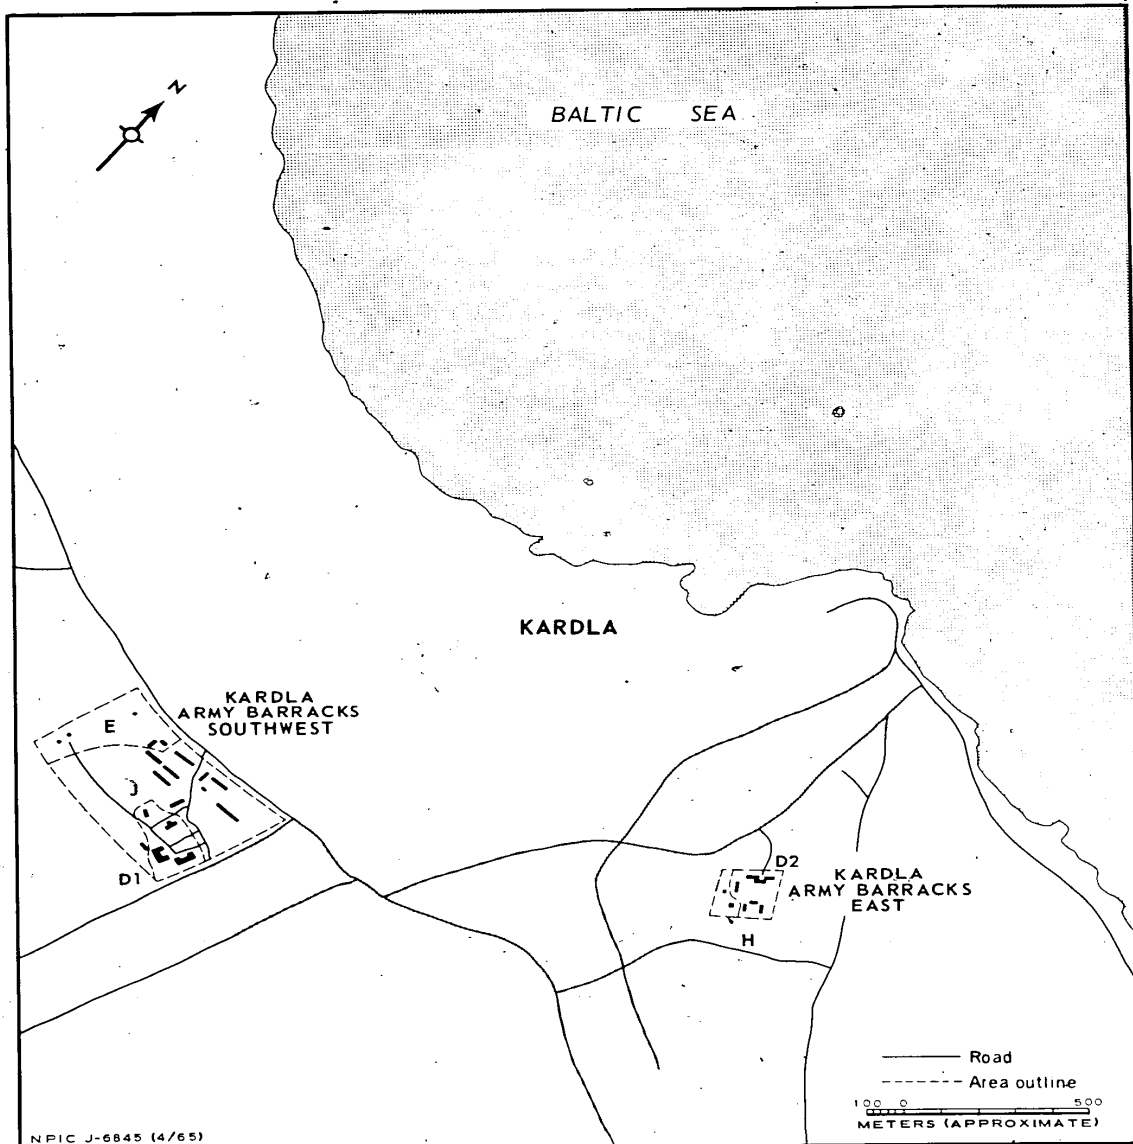 N
BALTIC SEA
KARDLA
KARDLA
ARMY BARRACKS
SOUTHWEST
E
J
D1
D2
KARDLA
ARMY BARRACKS
EAST
H
Road
Area outline
100 0 500
METERS (APPROXIMATE)
NPIC J-6845 (4/65)